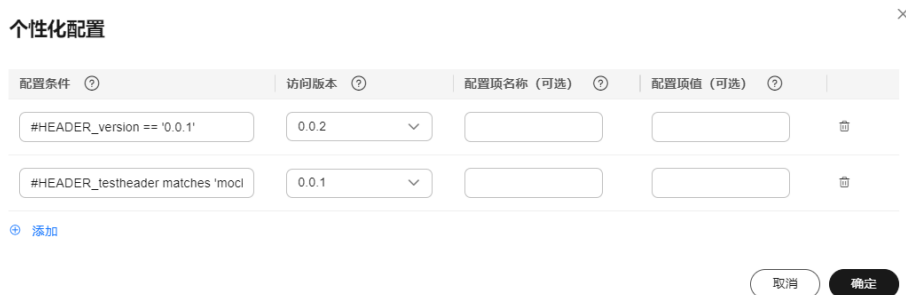 个性化配置
配置条件 访问版本 配置项名称（可选） 配置项值（可选）
#HEADER_version == '0.0.1' 0.0.2
#HEADER_testheader matches 'mocl 0.0.1
添加
取消 确定